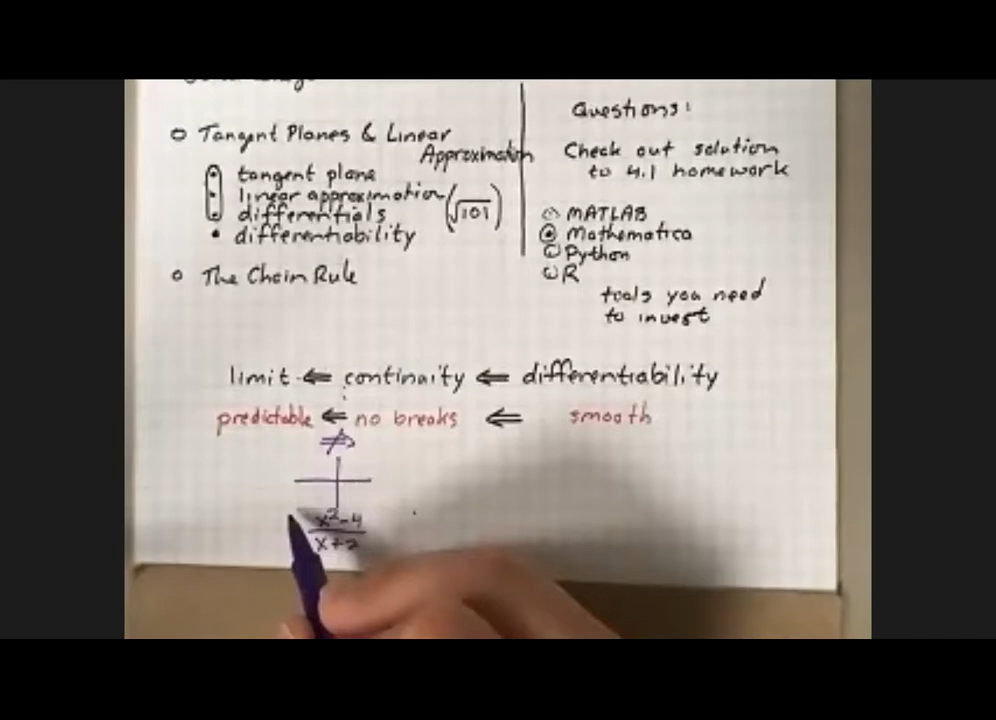 o Tangent Planes & Linear
Approximation
• tangent plane
• linear approximation (√101)
• differentials
• differentiability
o The Chain Rule
Questions:
Check out solution
to 4.1 homework
MATLAB
Mathematica
Python
R
tools you need
to invest
limit ⇐ continuity ⇐ differentiability
predictable ⇐ no breaks ⇐ smooth
⇏
x²-4
x+2